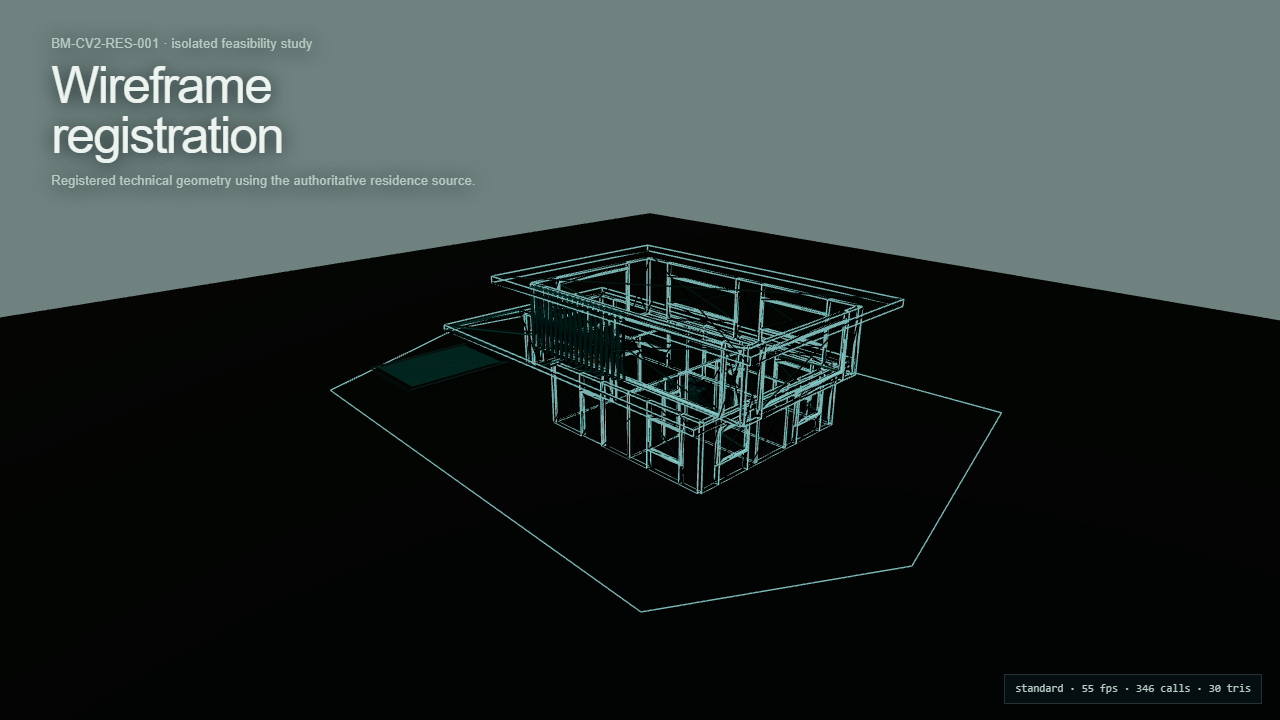 BM-CV2-RES-001 · isolated feasibility study
Wireframe
registration
Registered technical geometry using the authoritative residence source.
standard · 55 fps · 346 calls · 30 tris